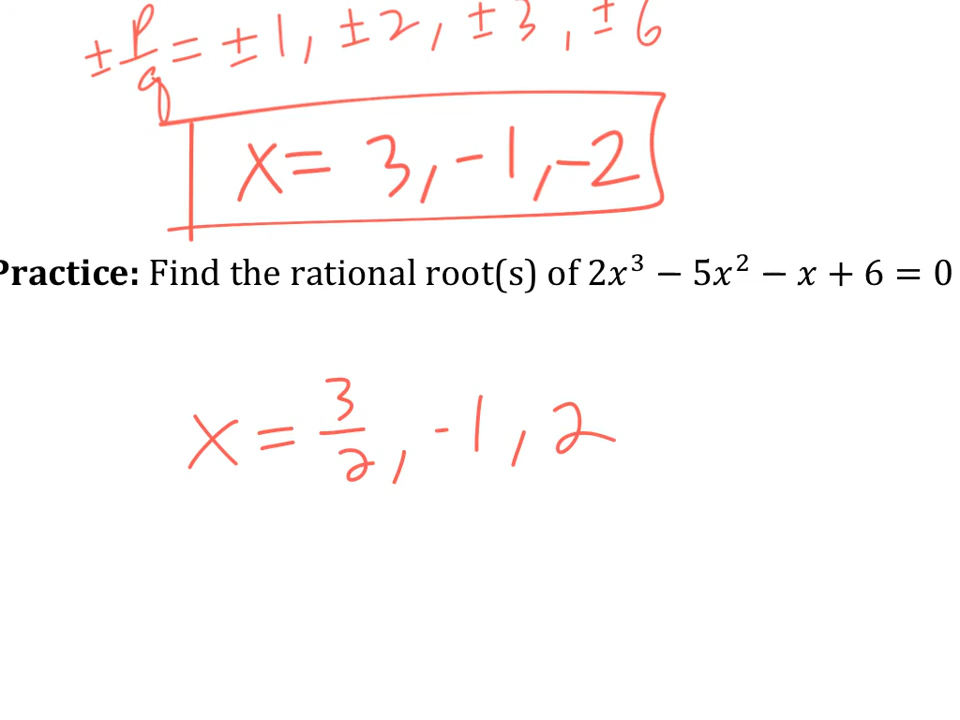 ± p/q = ±1, ±2, ±3, ±6
x = 3, -1, -2
Practice: Find the rational root(s) of 2x³ − 5x² − x + 6 = 0
x = 3/2, -1, 2